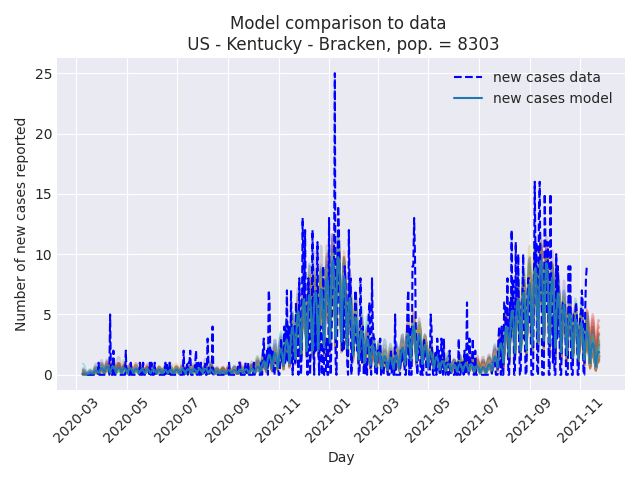 Model comparison to data
US - Kentucky - Bracken, pop. = 8303
new cases data
new cases model
Number of new cases reported
25
20
15
10
5
0
2020-03
2020-05
2020-07
2020-09
2020-11
2021-01
2021-03
2021-05
2021-07
2021-09
2021-11
Day